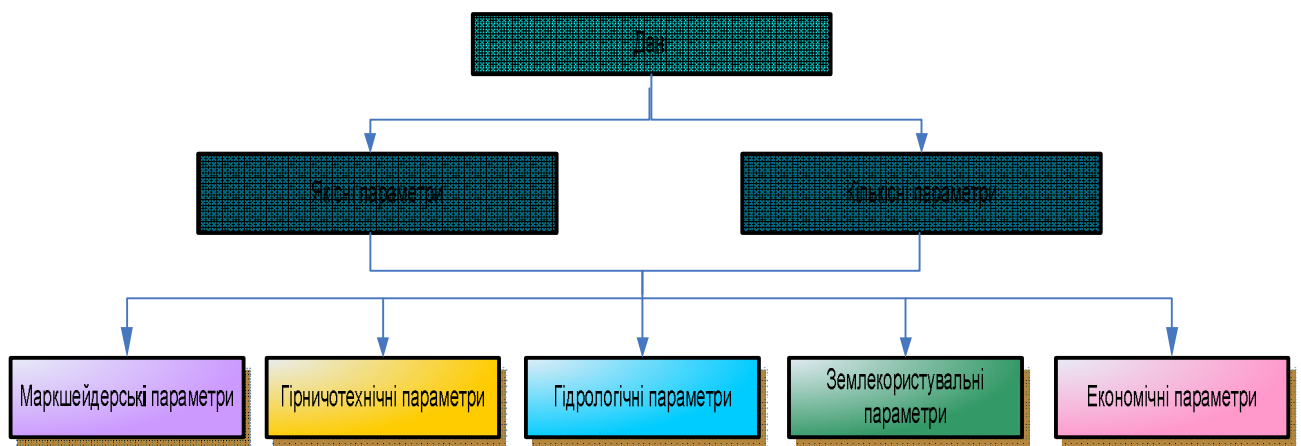 Дані
Якісні параметри
Кількісні параметри
Маркшейдерські параметри
Гірничотехнічні параметри
Гідрологічні параметри
Землекористувальні
параметри
Економічні параметри